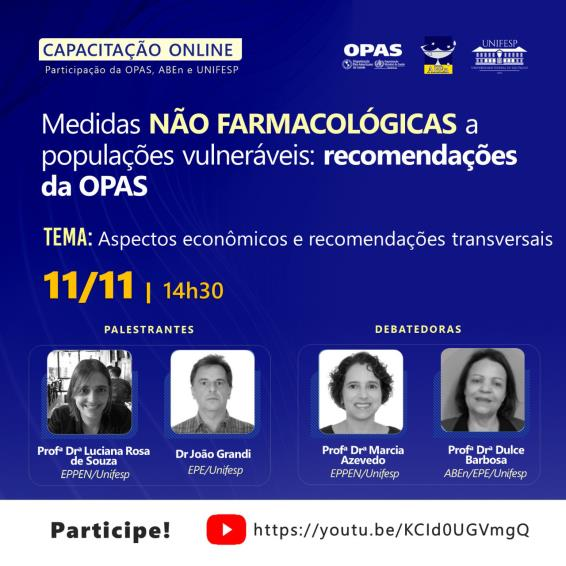 CAPACITAÇÃO ONLINE
Participação da OPAS, ABEn e UNIFESP
OPAS
UNIFESP
Medidas NÃO FARMACOLÓGICAS a
populações vulneráveis: recomendações
da OPAS
TEMA: Aspectos econômicos e recomendações transversais
11/11 | 14h30
PALESTRANTES
DEBATEDORAS
Profª Drª Luciana Rosa
de Souza
EPPEN/Unifesp
Dr João Grandi
EPE/Unifesp
Profª Drª Marcia
Azevedo
EPPEN/Unifesp
Profª Drª Dulce
Barbosa
ABEn/EPE/Unifesp
Participe!
https://youtu.be/KCId0UGVmgQ